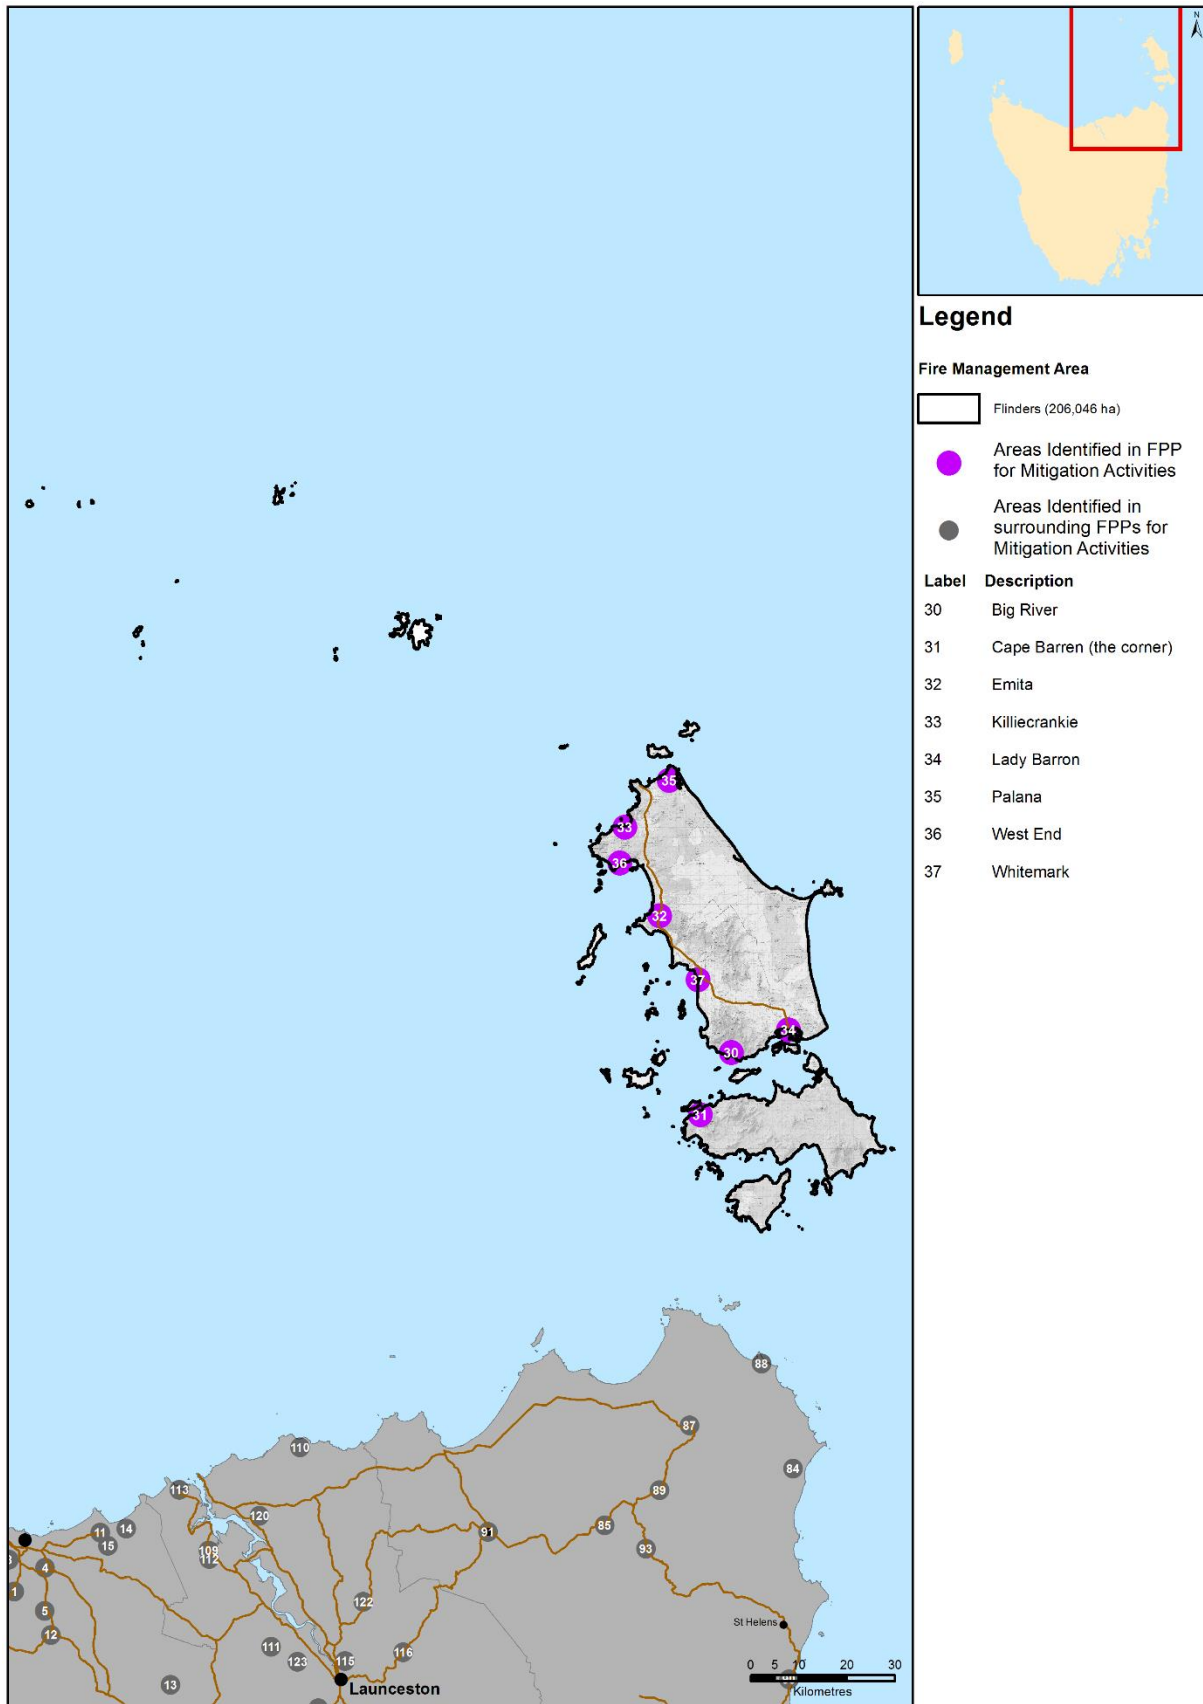 N
Legend
Fire Management Area
Flinders (206,046 ha)
Areas Identified in FPP
for Mitigation Activities
Areas Identified in
surrounding FPPs for
Mitigation Activities
Label Description
30 Big River
31 Cape Barren (the corner)
32 Emita
33 Killiecrankie
34 Lady Barron
35 Palana
36 West End
37 Whitemark
35
33
36
32
37
34
30
31
88
87
110
84
113
89
120
85
11
14
91
15
93
109
112
4
1
122
5
St Helens
12
111
116
115
123
13
Launceston
0 5 10 20 30
Kilometres